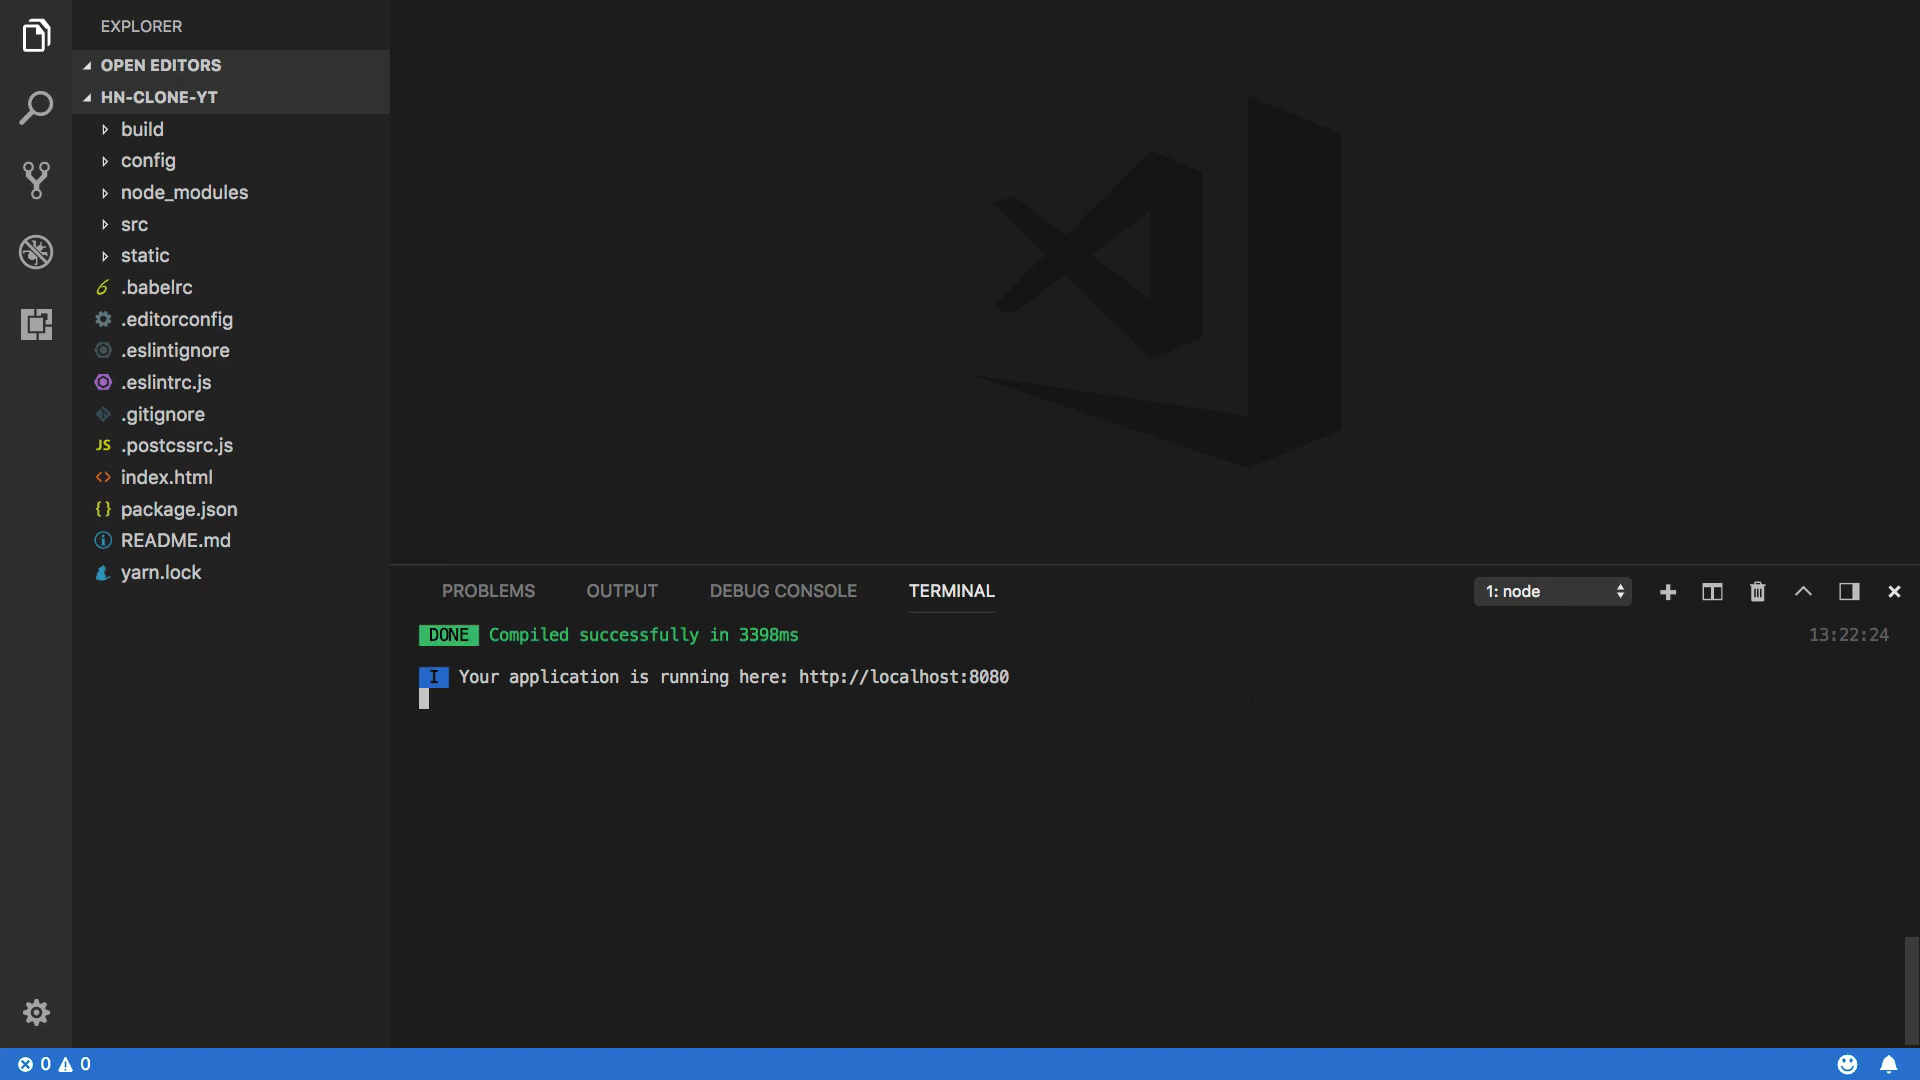 EXPLORER
OPEN EDITORS
HN-CLONE-YT
build
config
node_modules
src
static
.babelrc
.editorconfig
.eslintignore
.eslintrc.js
.gitignore
JS .postcssrc.js
index.html
{} package.json
README.md
yarn.lock
PROBLEMS OUTPUT DEBUG CONSOLE TERMINAL 1: node
DONE Compiled successfully in 3398ms 13:22:24
I Your application is running here: http://localhost:8080
0 0